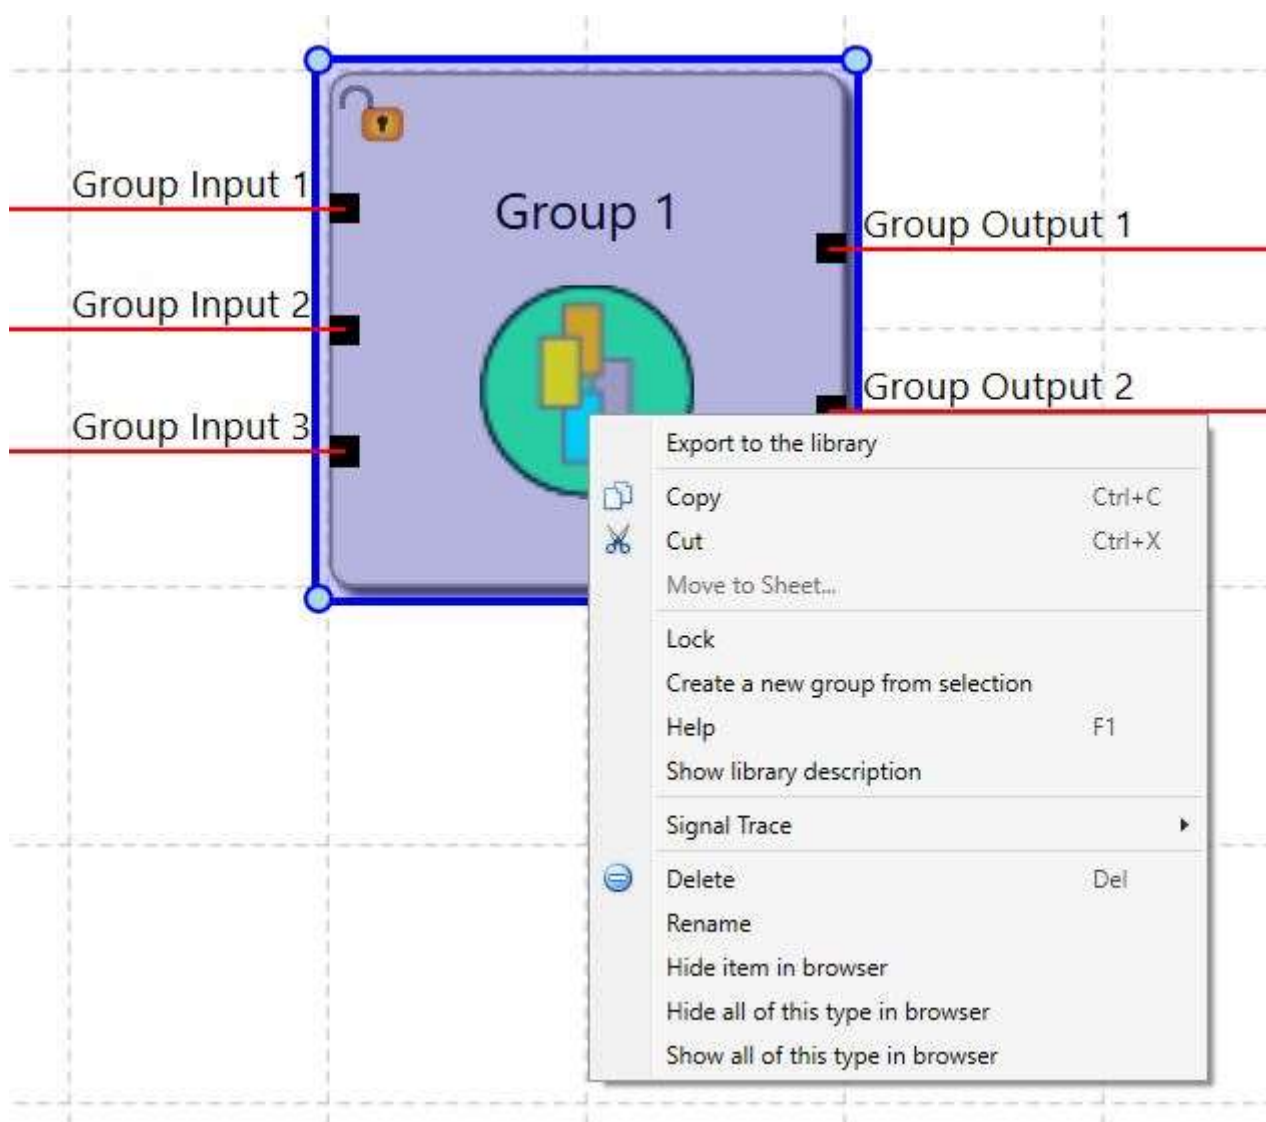 Group Input 1
Group 1
Group Output 1
Group Input 2
Group Output 2
Group Input 3
Export to the library
Copy Ctrl+C
Cut Ctrl+X
Move to Sheet...
Lock
Create a new group from selection
Help F1
Show library description
Signal Trace
Delete Del
Rename
Hide item in browser
Hide all of this type in browser
Show all of this type in browser